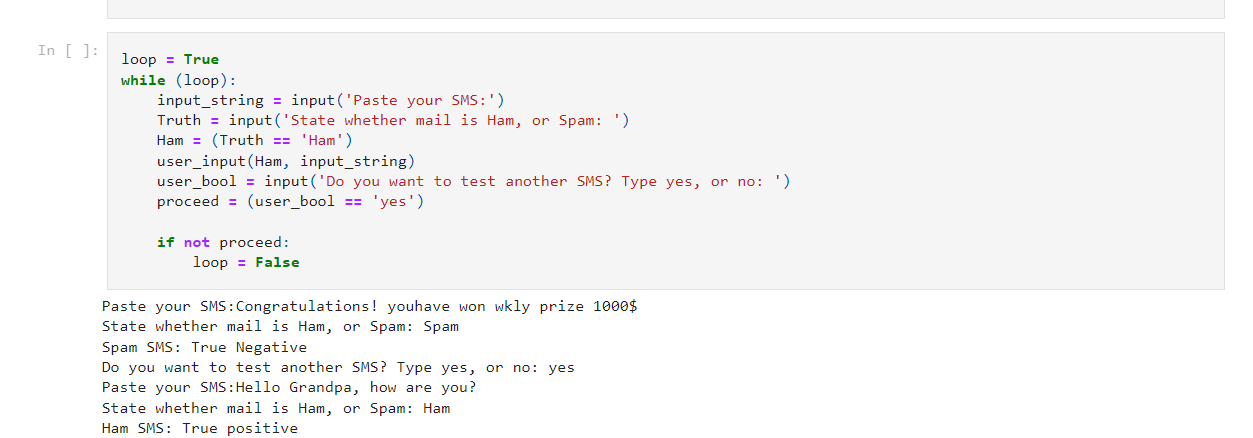 In [ ]:
loop = True
while (loop):
    input_string = input('Paste your SMS:')
    Truth = input('State whether mail is Ham, or Spam: ')
    Ham = (Truth == 'Ham')
    user_input(Ham, input_string)
    user_bool = input('Do you want to test another SMS? Type yes, or no: ')
    proceed = (user_bool == 'yes')
    if not proceed:
        loop = False
Paste your SMS:Congratulations! youhave won wkly prize 1000$
State whether mail is Ham, or Spam: Spam
Spam SMS: True Negative
Do you want to test another SMS? Type yes, or no: yes
Paste your SMS:Hello Grandpa, how are you?
State whether mail is Ham, or Spam: Ham
Ham SMS: True positive